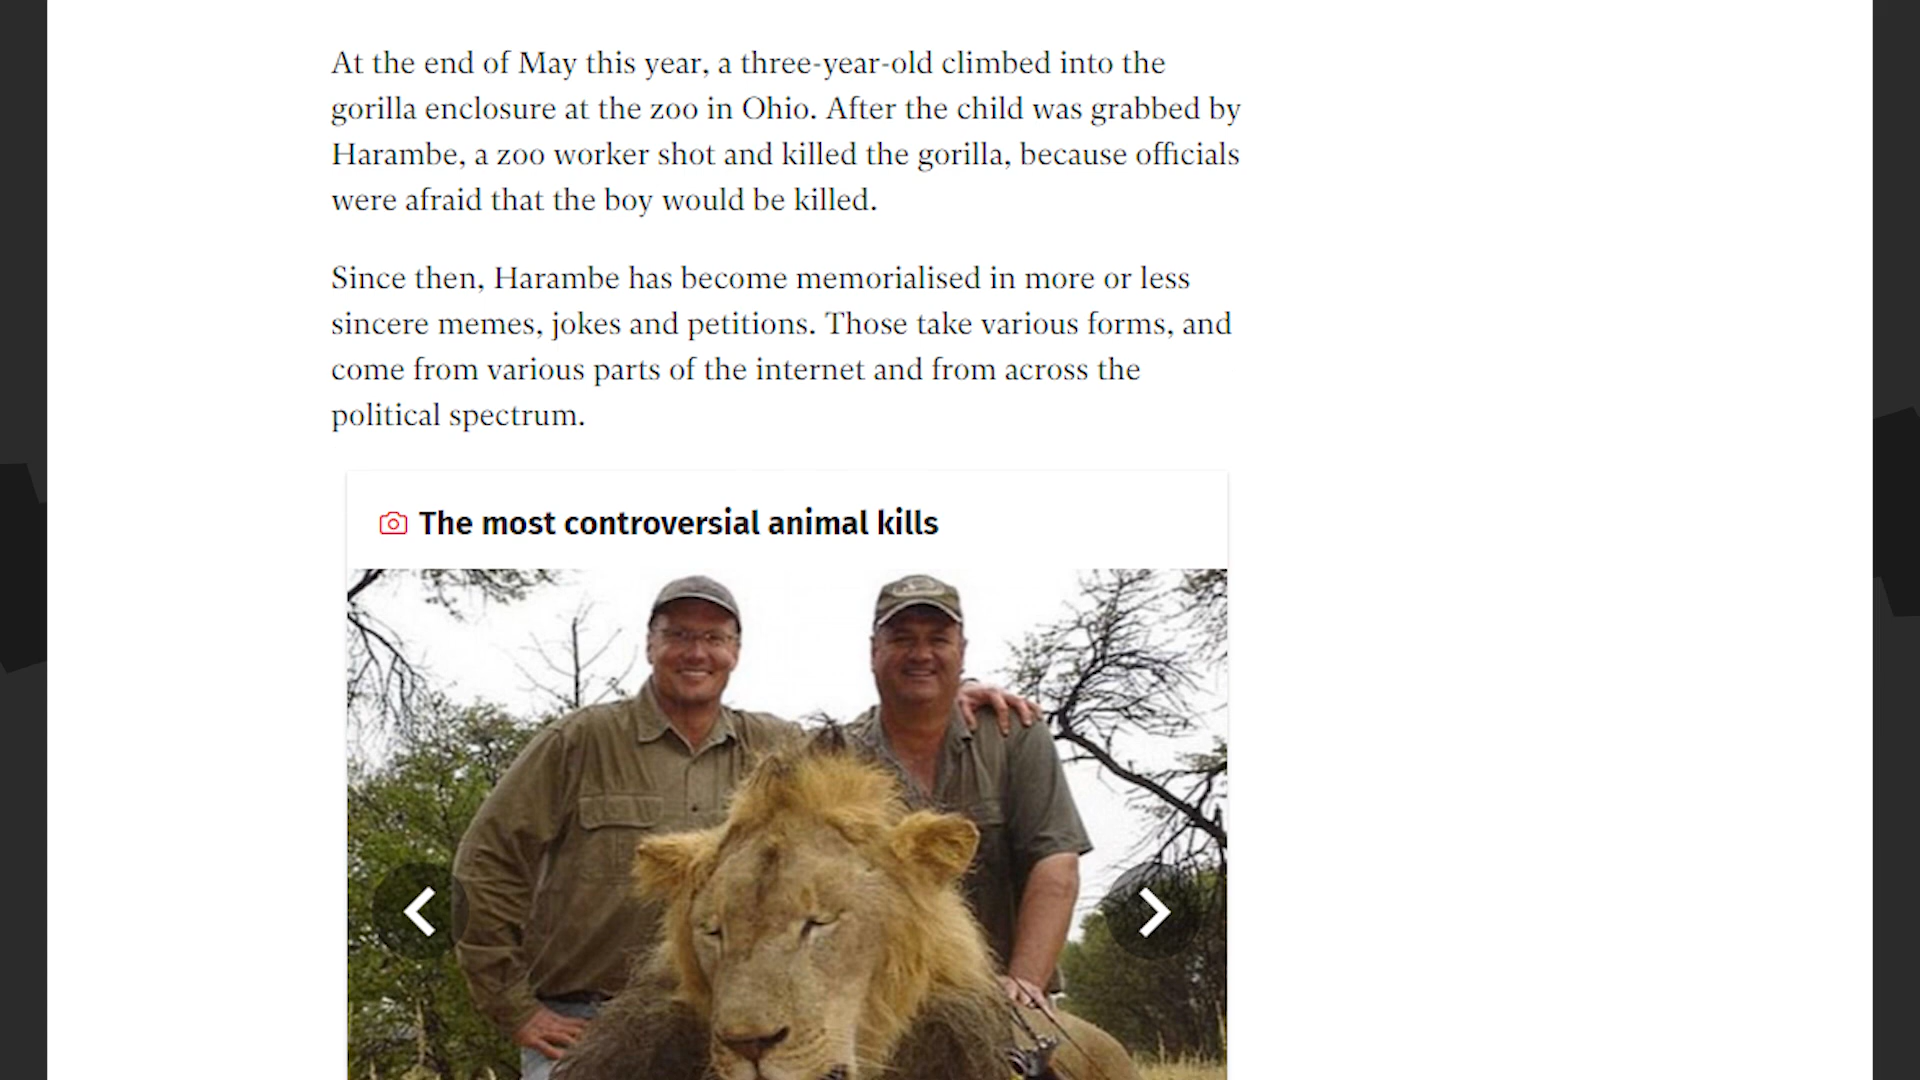 At the end of May this year, a three-year-old climbed into the
gorilla enclosure at the zoo in Ohio. After the child was grabbed by
Harambe, a zoo worker shot and killed the gorilla, because officials
were afraid that the boy would be killed.
Since then, Harambe has become memorialised in more or less
sincere memes, jokes and petitions. Those take various forms, and
come from various parts of the internet and from across the
political spectrum.
The most controversial animal kills